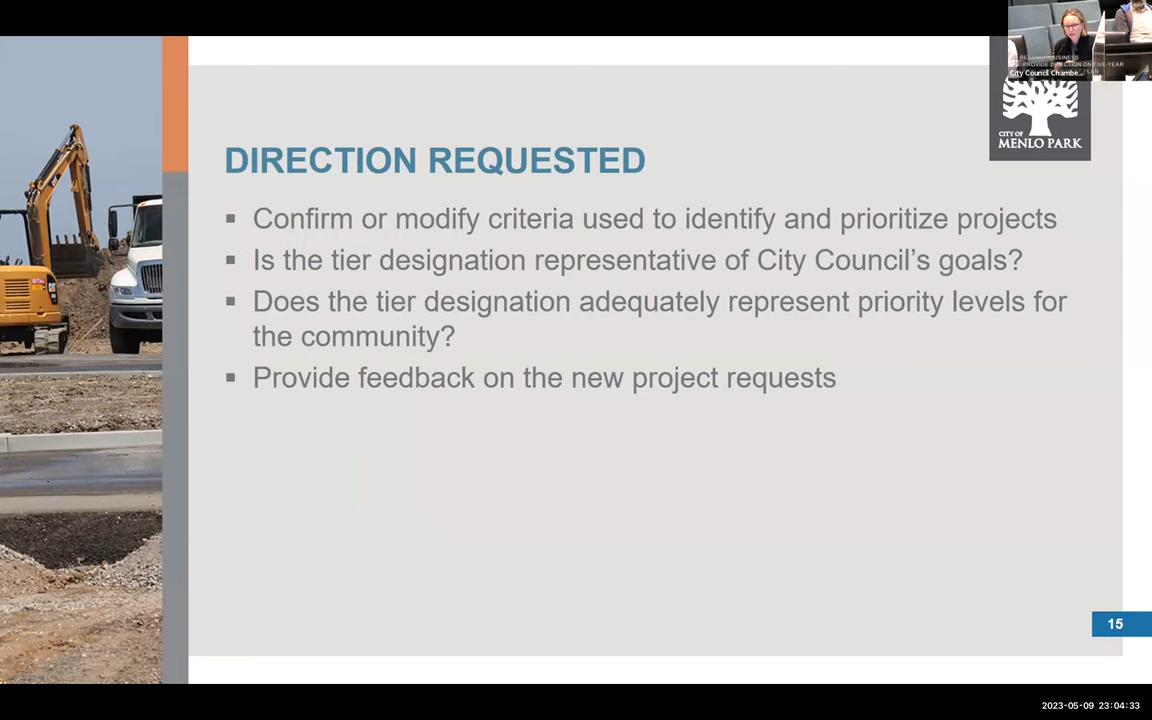 City Council Chambe...
CITY OF
MENLO PARK
DIRECTION REQUESTED
▪ Confirm or modify criteria used to identify and prioritize projects
▪ Is the tier designation representative of City Council’s goals?
▪ Does the tier designation adequately represent priority levels for
the community?
▪ Provide feedback on the new project requests
15
2023-05-09 23:04:33